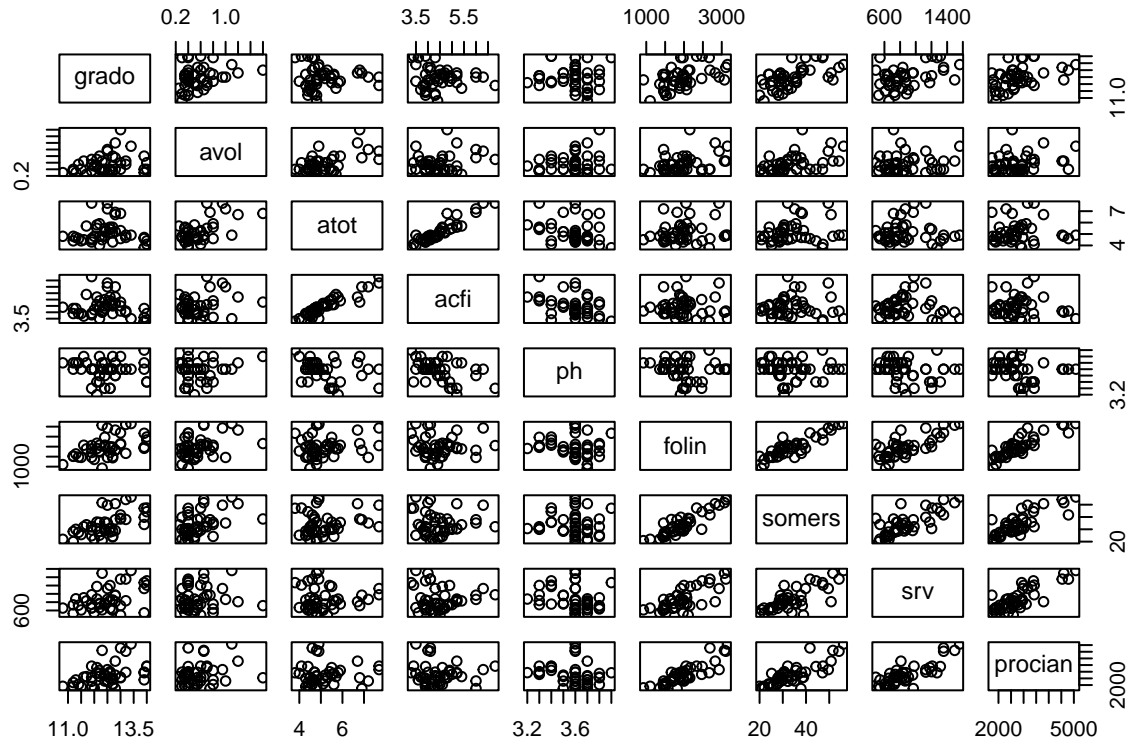 0.2 1.0 3.5 5.5 1000 3000 600 1400
grado 11.0
0.2 avol
atot 4 7
3.5 acfi
ph 3.2
1000 folin
somers 20
600 srv
procian 2000
11.0 13.5 4 6 3.2 3.6 20 40 2000 5000